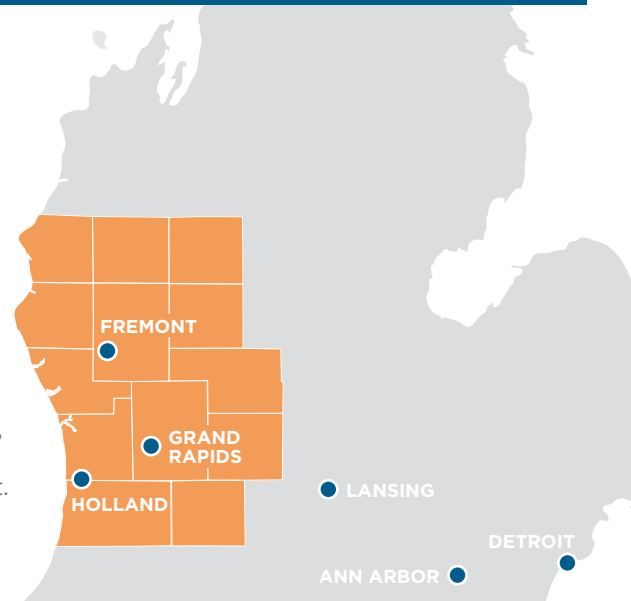 FREMONT
GRAND
RAPIDS
t.
HOLLAND
LANSING
DETROIT
ANN ARBOR